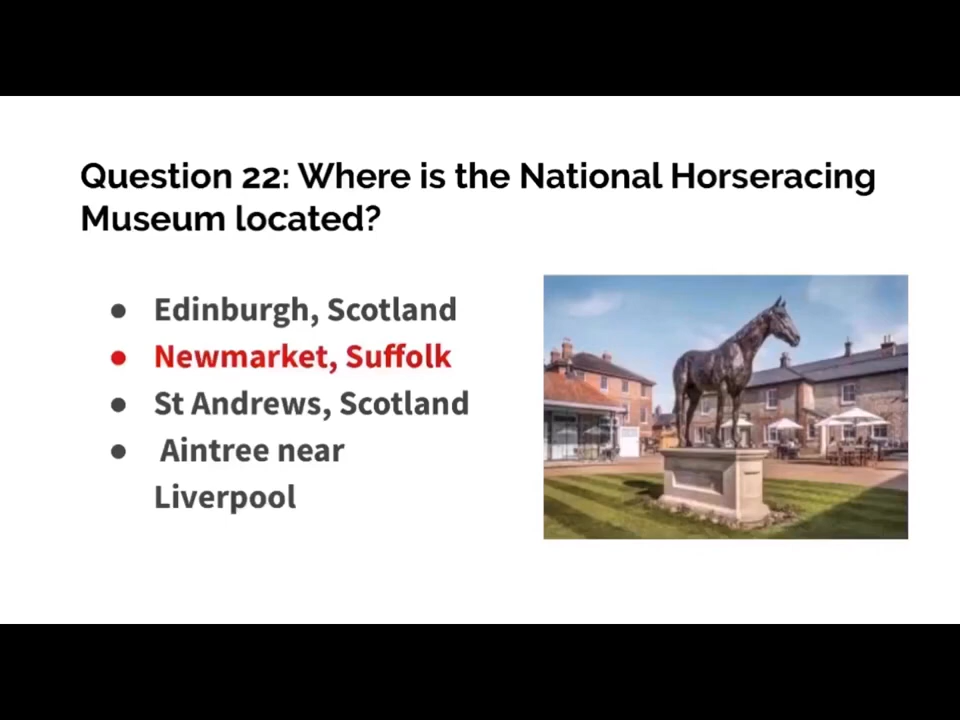 Question 22: Where is the National Horseracing
Museum located?
● Edinburgh, Scotland
● Newmarket, Suffolk
● St Andrews, Scotland
● Aintree near
Liverpool